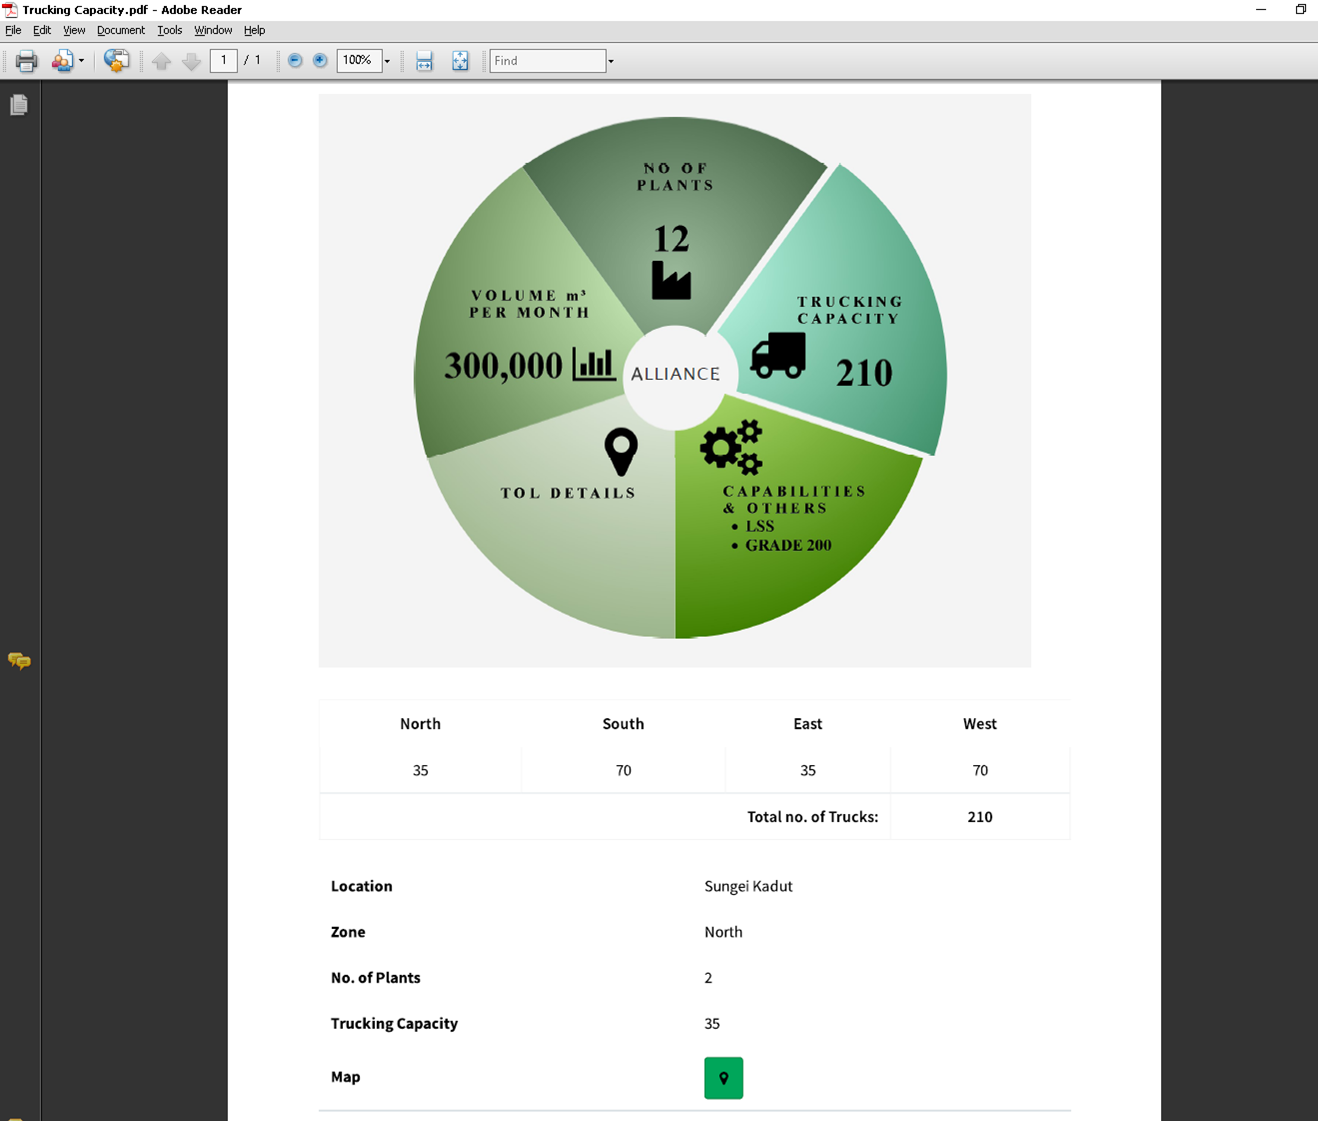 Trucking Capacity.pdf - Adobe Reader
File Edit View Document Tools Window Help
1 / 1 100% Find
NO OF
PLANTS
12
VOLUME m³
PER MONTH
300,000
TRUCKING
CAPACITY
210
ALLIANCE
TOL DETAILS
CAPABILITIES
& OTHERS
• LSS
• GRADE 200
North South East West
35 70 35 70
Total no. of Trucks: 210
Location Sungei Kadut
Zone North
No. of Plants 2
Trucking Capacity 35
Map